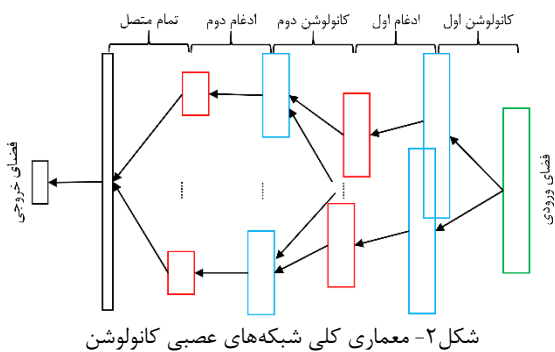 کانولوشن اول
ادغام اول
کانولوشن دوم
ادغام دوم
تمام متصل
فضای ورودی
فضای خروجی
شکل۲- معماری کلی شبکه‌های عصبی کانولوشن